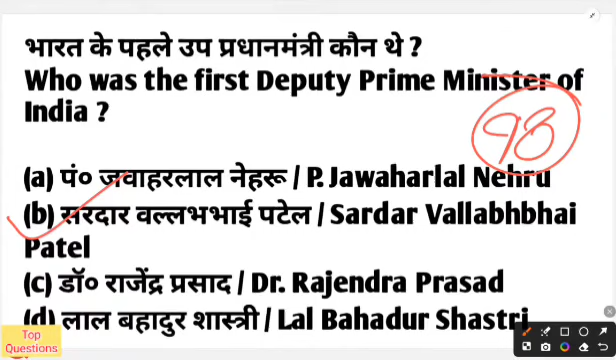 भारत के पहले उप प्रधानमंत्री कौन थे ?
Who was the first Deputy Prime Minister of
India ?
93
(a) पं० जवाहरलाल नेहरू / P. Jawaharlal Nehru
(b) सरदार वल्लभभाई पटेल / Sardar Vallabhbhai
Patel
(c) डॉ० राजेंद्र प्रसाद / Dr. Rajendra Prasad
(d) लाल बहादुर शास्त्री / Lal Bahadur Shastri
Top
Questions